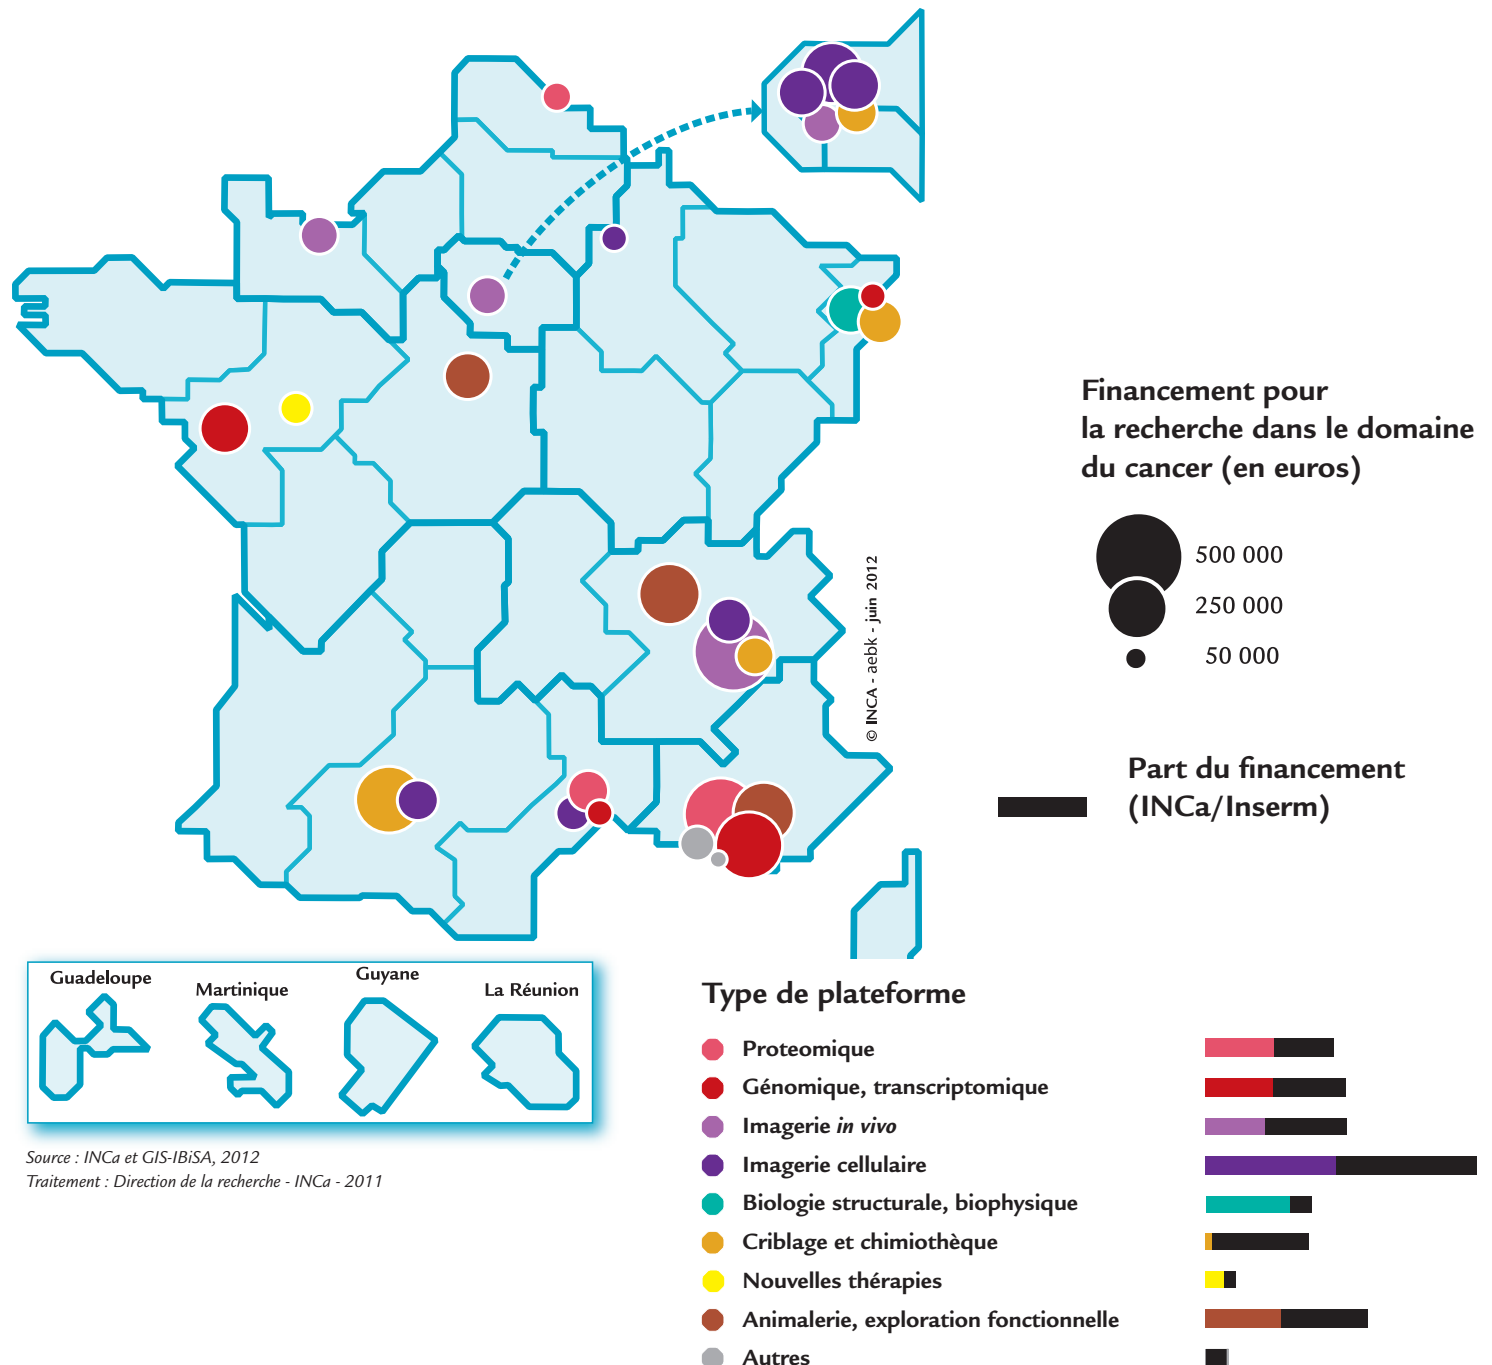 Financement pour
la recherche dans le domaine
du cancer (en euros)
500 000
250 000
50 000
© INCA - aebk - juin 2012
Part du financement
(INCa/Inserm)
Guadeloupe
Martinique
Guyane
La Réunion
Source : INCa et GIS-IBiSA, 2012
Traitement : Direction de la recherche - INCa - 2011
Type de plateforme
Proteomique
Génomique, transcriptomique
Imagerie in vivo
Imagerie cellulaire
Biologie structurale, biophysique
Criblage et chimiothèque
Nouvelles thérapies
Animalerie, exploration fonctionnelle
Autres